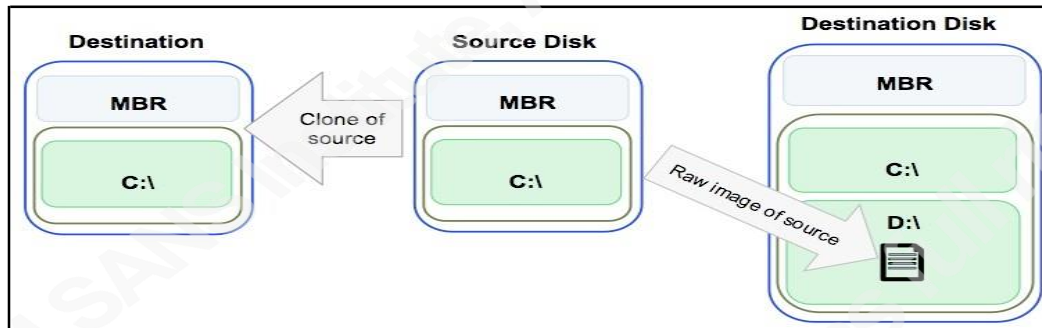 Destination
MBR
C:\
Clone of
source
Source Disk
MBR
C:\
Raw image of source
Destination Disk
MBR
C:\
D:\